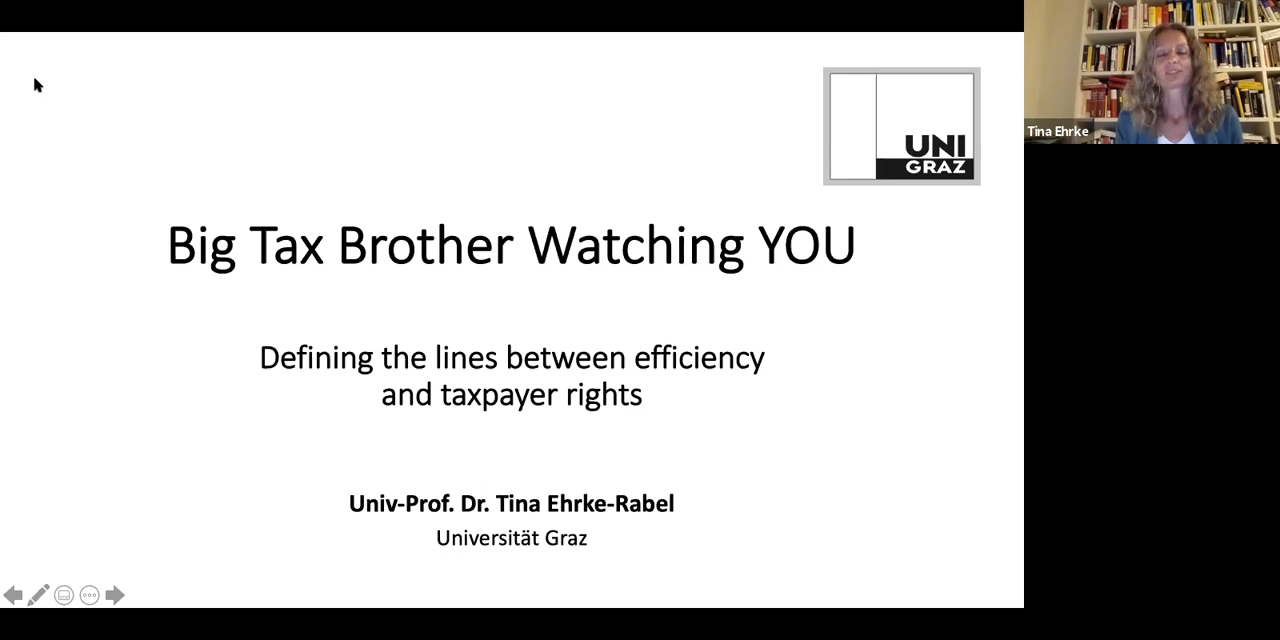 Tina Ehrke
UNI
GRAZ
Big Tax Brother Watching YOU
Defining the lines between efficiency
and taxpayer rights
Univ-Prof. Dr. Tina Ehrke-Rabel
Universität Graz